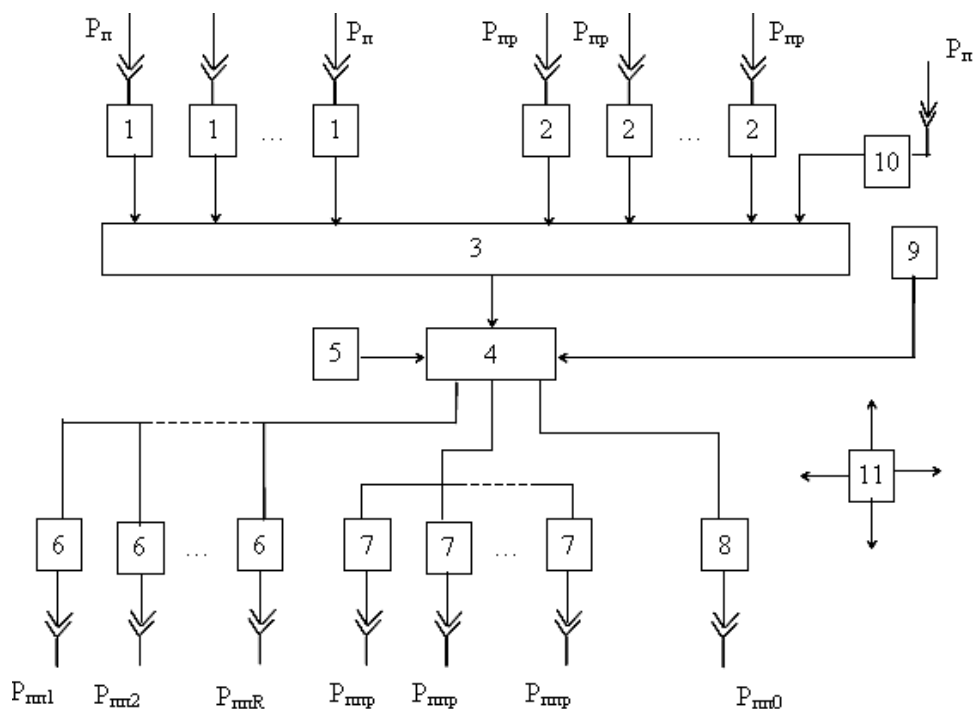 Pп Pп Pпр Pпр Pпр Pп
1 1 ... 1 2 2 ... 2 10
3 9
5 4
11
6 6 ... 6 7 7 ... 7 8
Pпп1 Pпп2 PппR Pппр Pппр Pппр Pпп0